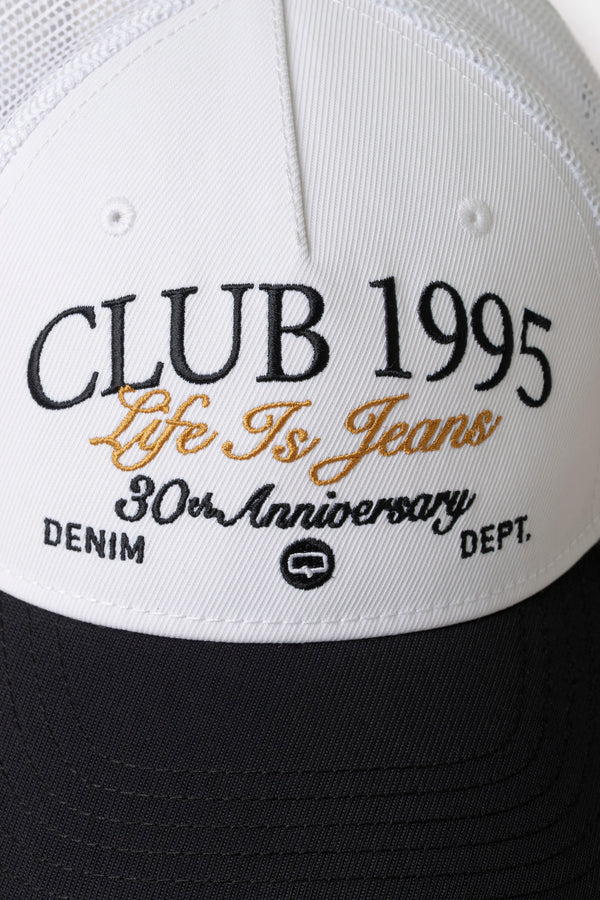 CLUB 1995
Life Is Jeans
30th Anniversary
DENIM DEPT.